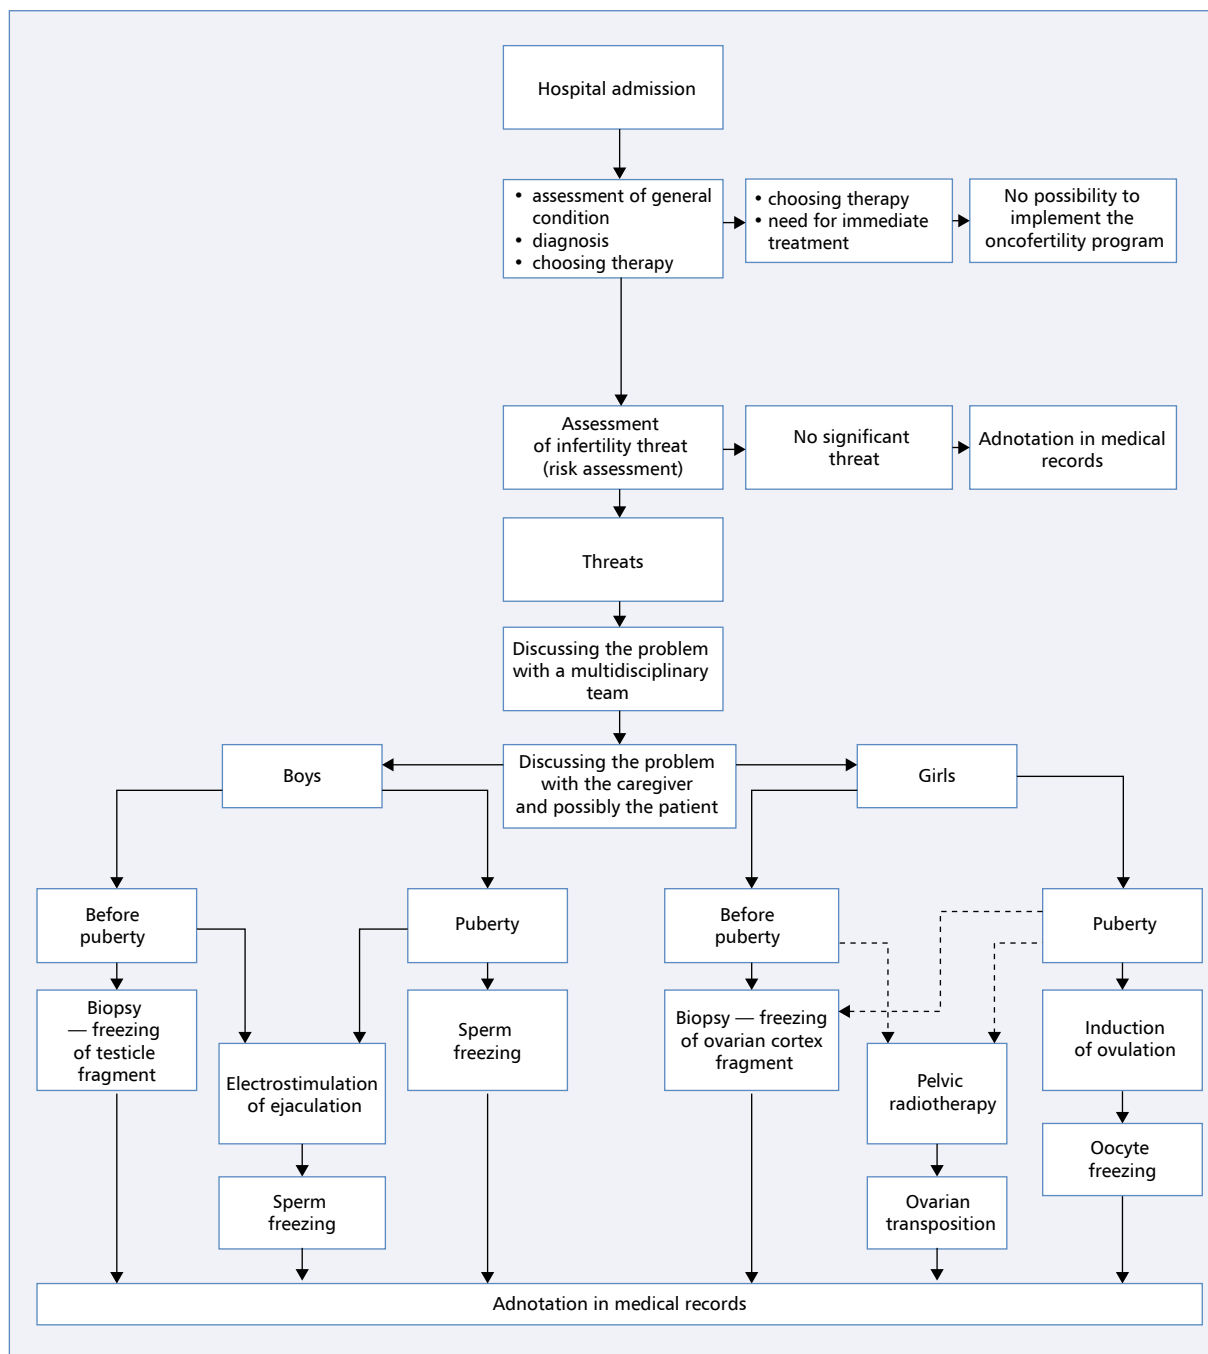 Hospital admission
• assessment of general
condition
• diagnosis
• choosing therapy
• choosing therapy
• need for immediate
treatment
No possibility to
implement the
oncofertility program
Assessment
of infertility threat
(risk assessment)
No significant
threat
Adnotation in medical
records
Threats
Discussing the problem
with a multidisciplinary
team
Boys
Discussing the problem
with the caregiver
and possibly the patient
Girls
Before
puberty
Puberty
Before
puberty
Puberty
Biopsy
— freezing
of testicle
fragment
Electrostimulation
of ejaculation
Sperm
freezing
Biopsy — freezing
of ovarian cortex
fragment
Pelvic
radiotherapy
Induction
of ovulation
Sperm
freezing
Ovarian
transposition
Oocyte
freezing
Adnotation in medical records